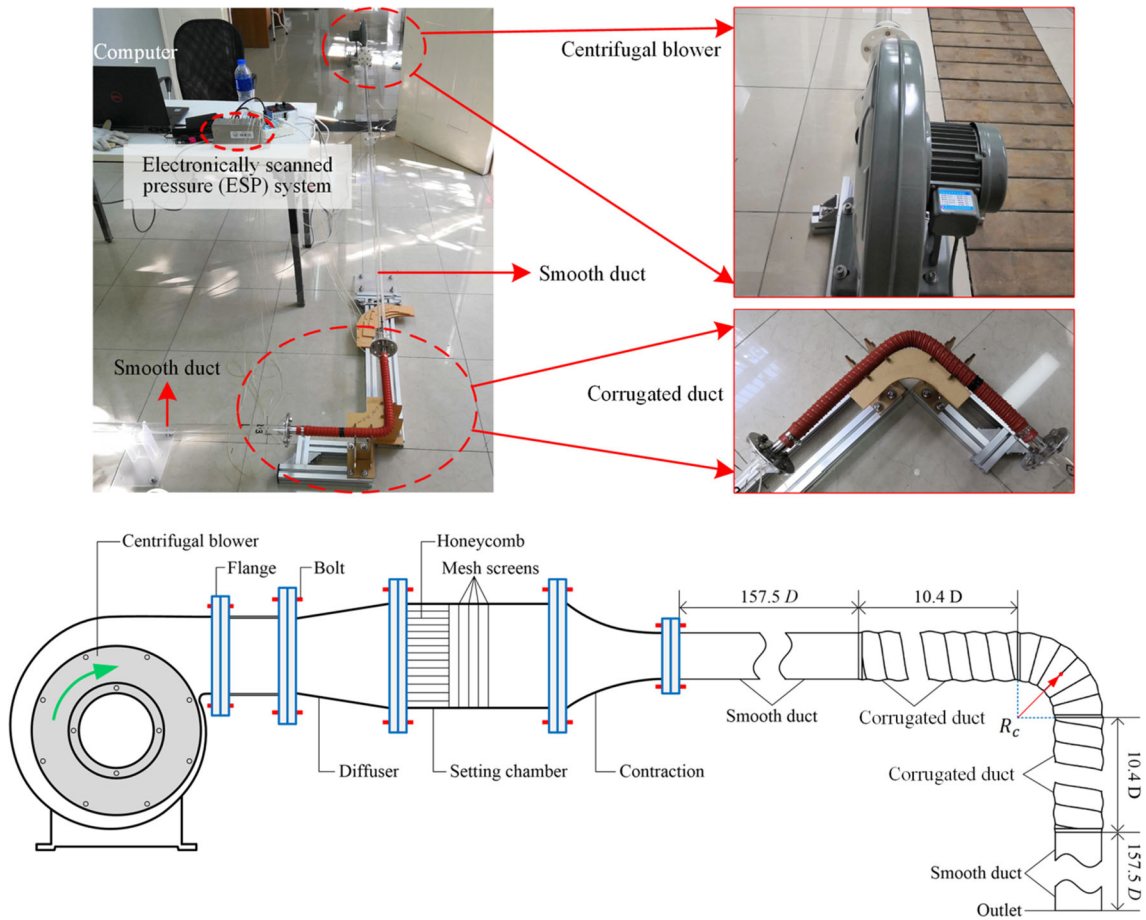 Computer
Centrifugal blower
Electronically scanned
pressure (ESP) system
Smooth duct
Smooth duct
Corrugated duct
Centrifugal blower
Flange
Bolt
Honeycomb
Mesh screens
157.5 D
10.4 D
Smooth duct
Corrugated duct
R_c
Diffuser
Setting chamber
Contraction
Corrugated duct
10.4 D
Smooth duct
157.5 D
Outlet